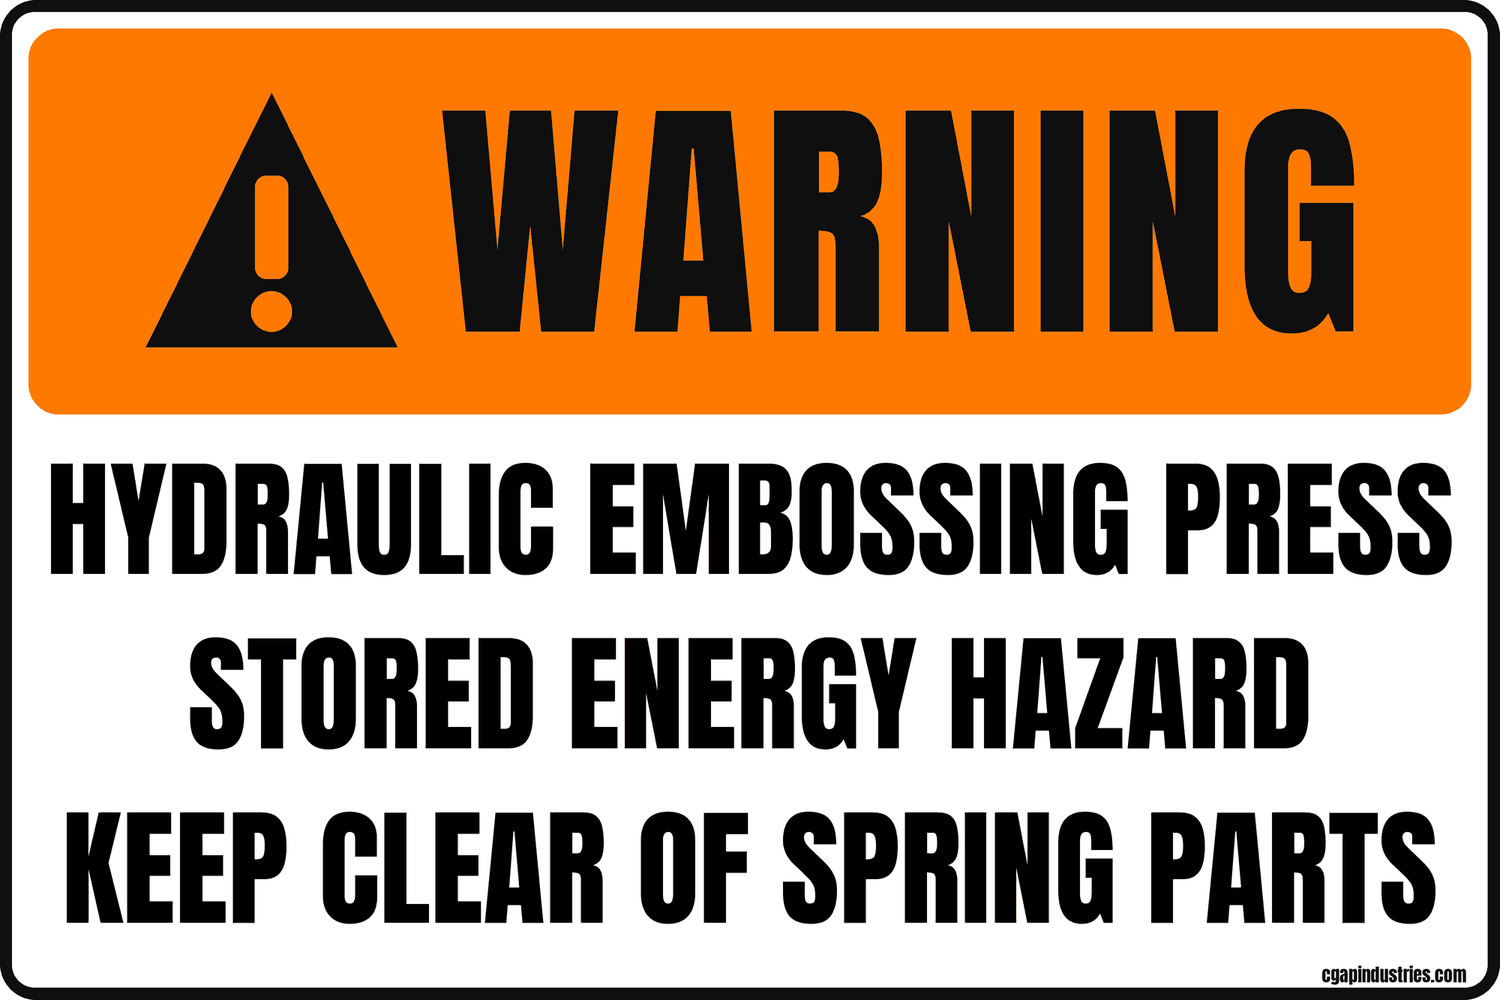 WARNING
HYDRAULIC EMBOSSING PRESS
STORED ENERGY HAZARD
KEEP CLEAR OF SPRING PARTS
cgapindustries.com